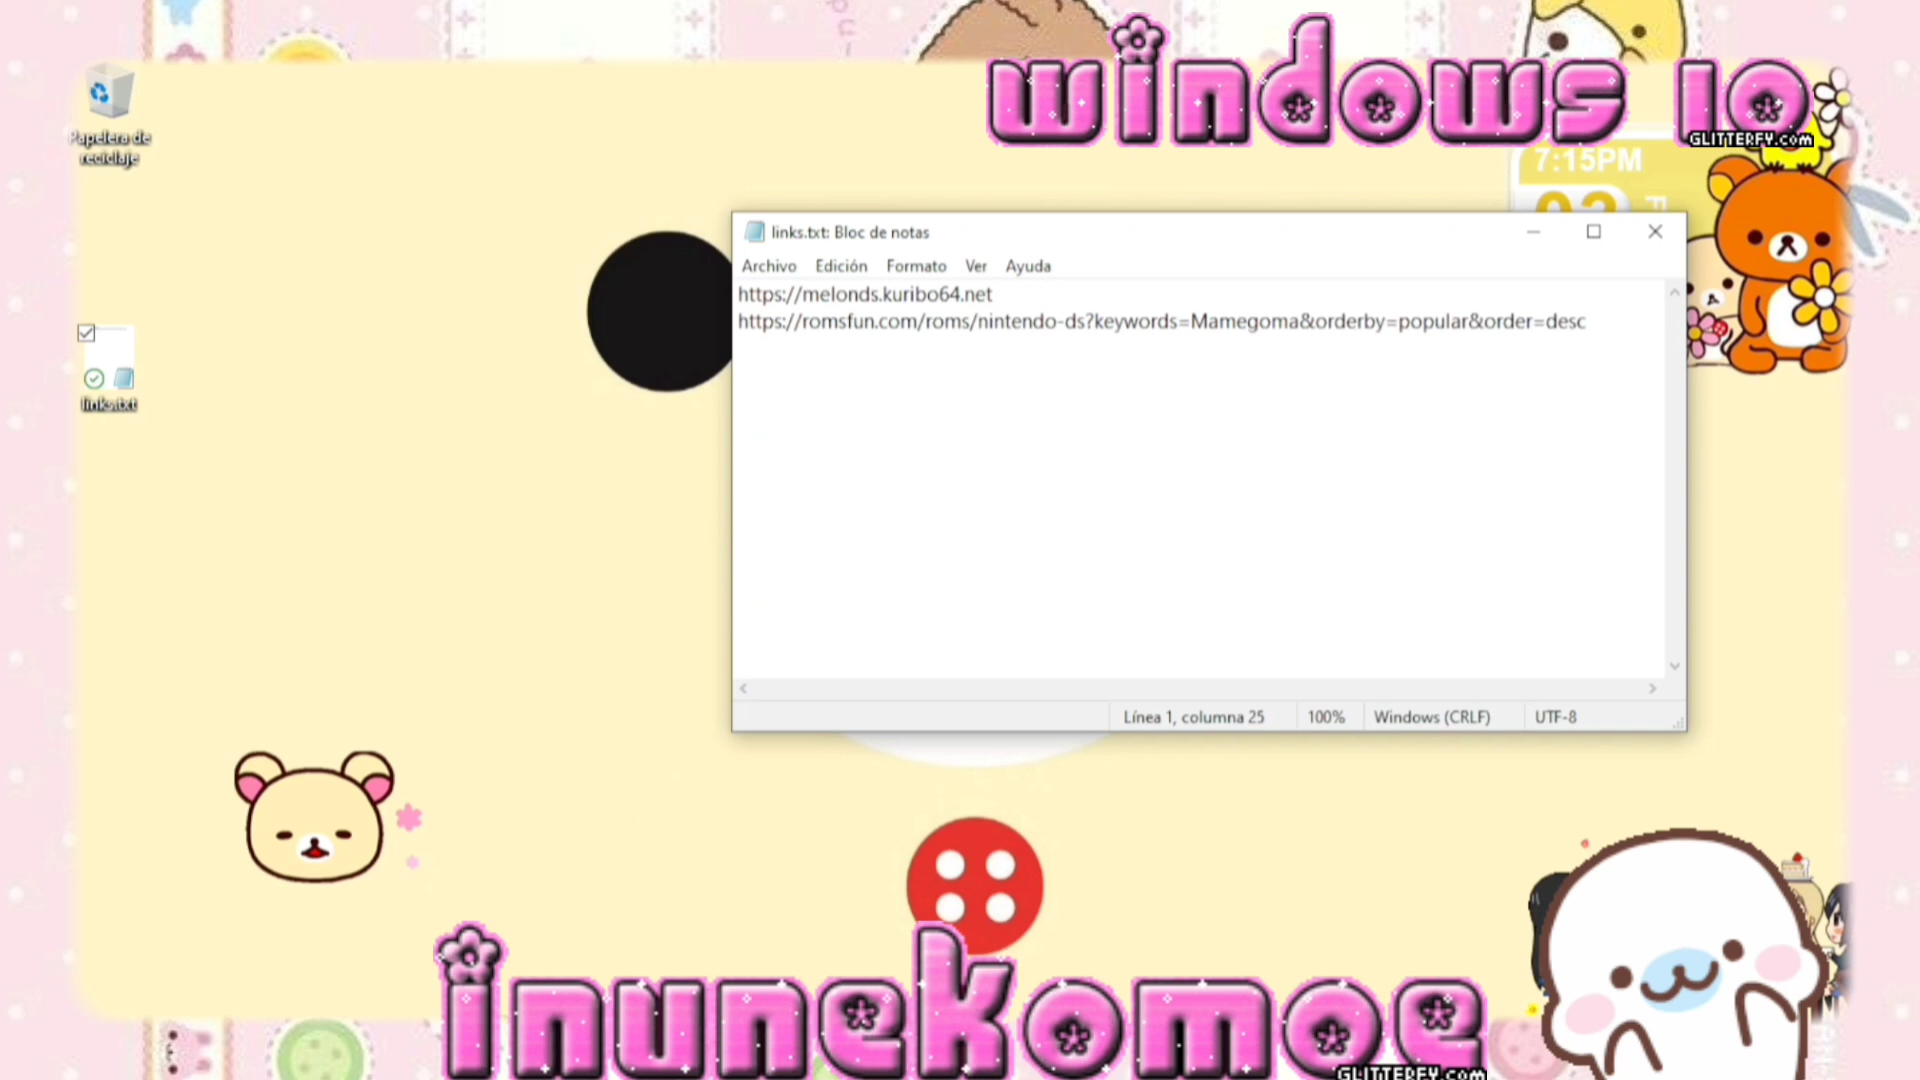 windows 10
GLITTERFY.com
Papelera de
reciclaje
7:15PM
links.txt: Bloc de notas
Archivo Edición Formato Ver Ayuda
https://melonds.kuribo64.net
https://romsfun.com/roms/nintendo-ds?keywords=Mamegoma&orderby=popular&order=desc
links.txt
Línea 1, columna 25 100% Windows (CRLF) UTF-8
inunekomoe
GLITTERFY.com